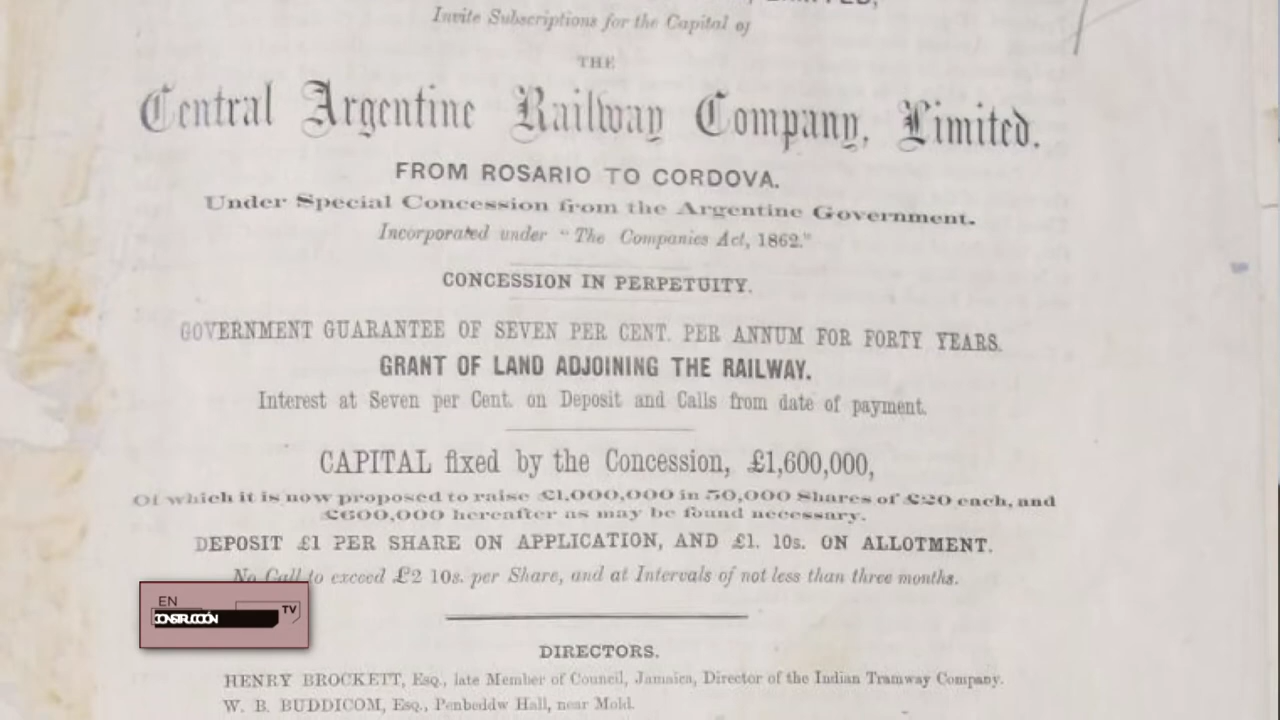 Invite Subscriptions for the Capital of
THE
Central Argentine Railway Company, Limited.
FROM ROSARIO TO CORDOVA.
Under Special Concession from the Argentine Government.
Incorporated under "The Companies Act, 1862."
CONCESSION IN PERPETUITY.
GOVERNMENT GUARANTEE OF SEVEN PER CENT. PER ANNUM FOR FORTY YEARS.
GRANT OF LAND ADJOINING THE RAILWAY.
Interest at Seven per Cent. on Deposit and Calls from date of payment.
CAPITAL fixed by the Concession, £1,600,000,
Of which it is now proposed to raise £1,000,000 in 50,000 Shares of £20 each, and
£600,000 hereafter as may be found necessary.
DEPOSIT £1 PER SHARE ON APPLICATION, AND £1. 10s. ON ALLOTMENT.
No Call to exceed £2 10s. per Share, and at Intervals of not less than three months.
EN
CONSTRUCCIÓN TV
DIRECTORS.
HENRY BROCKETT, Esq., late Member of Council, Jamaica, Director of the Indian Tramway Company.
W. B. BUDDICOM, Esq., Penbeddw Hall, near Mold.